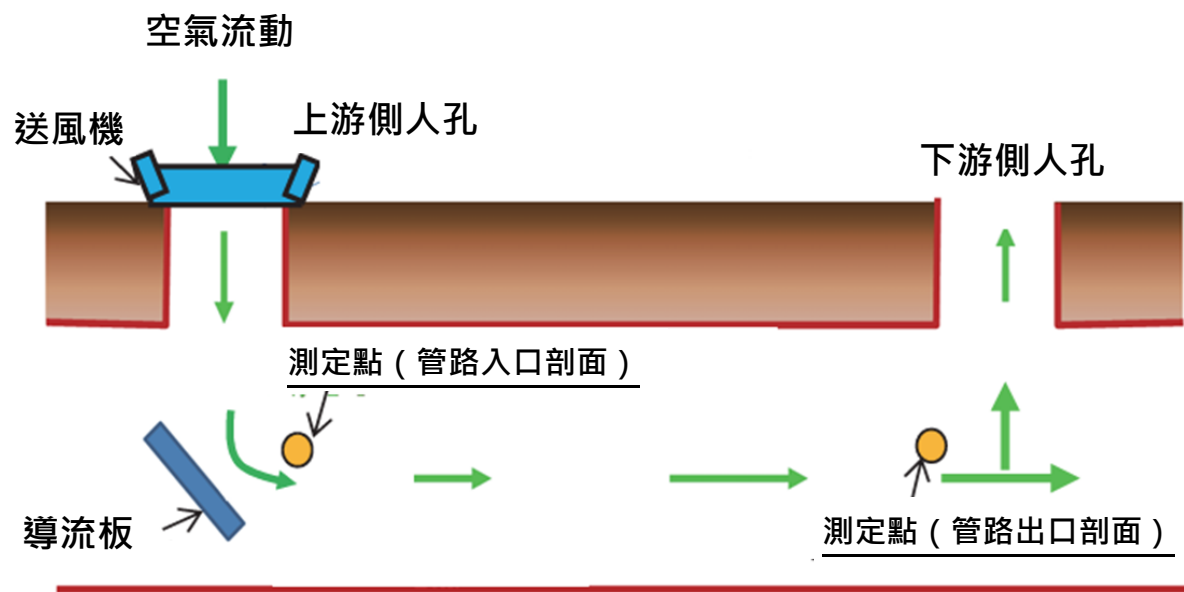 空氣流動
送風機
上游側人孔
下游側人孔
測定點（管路入口剖面）
導流板
測定點（管路出口剖面）